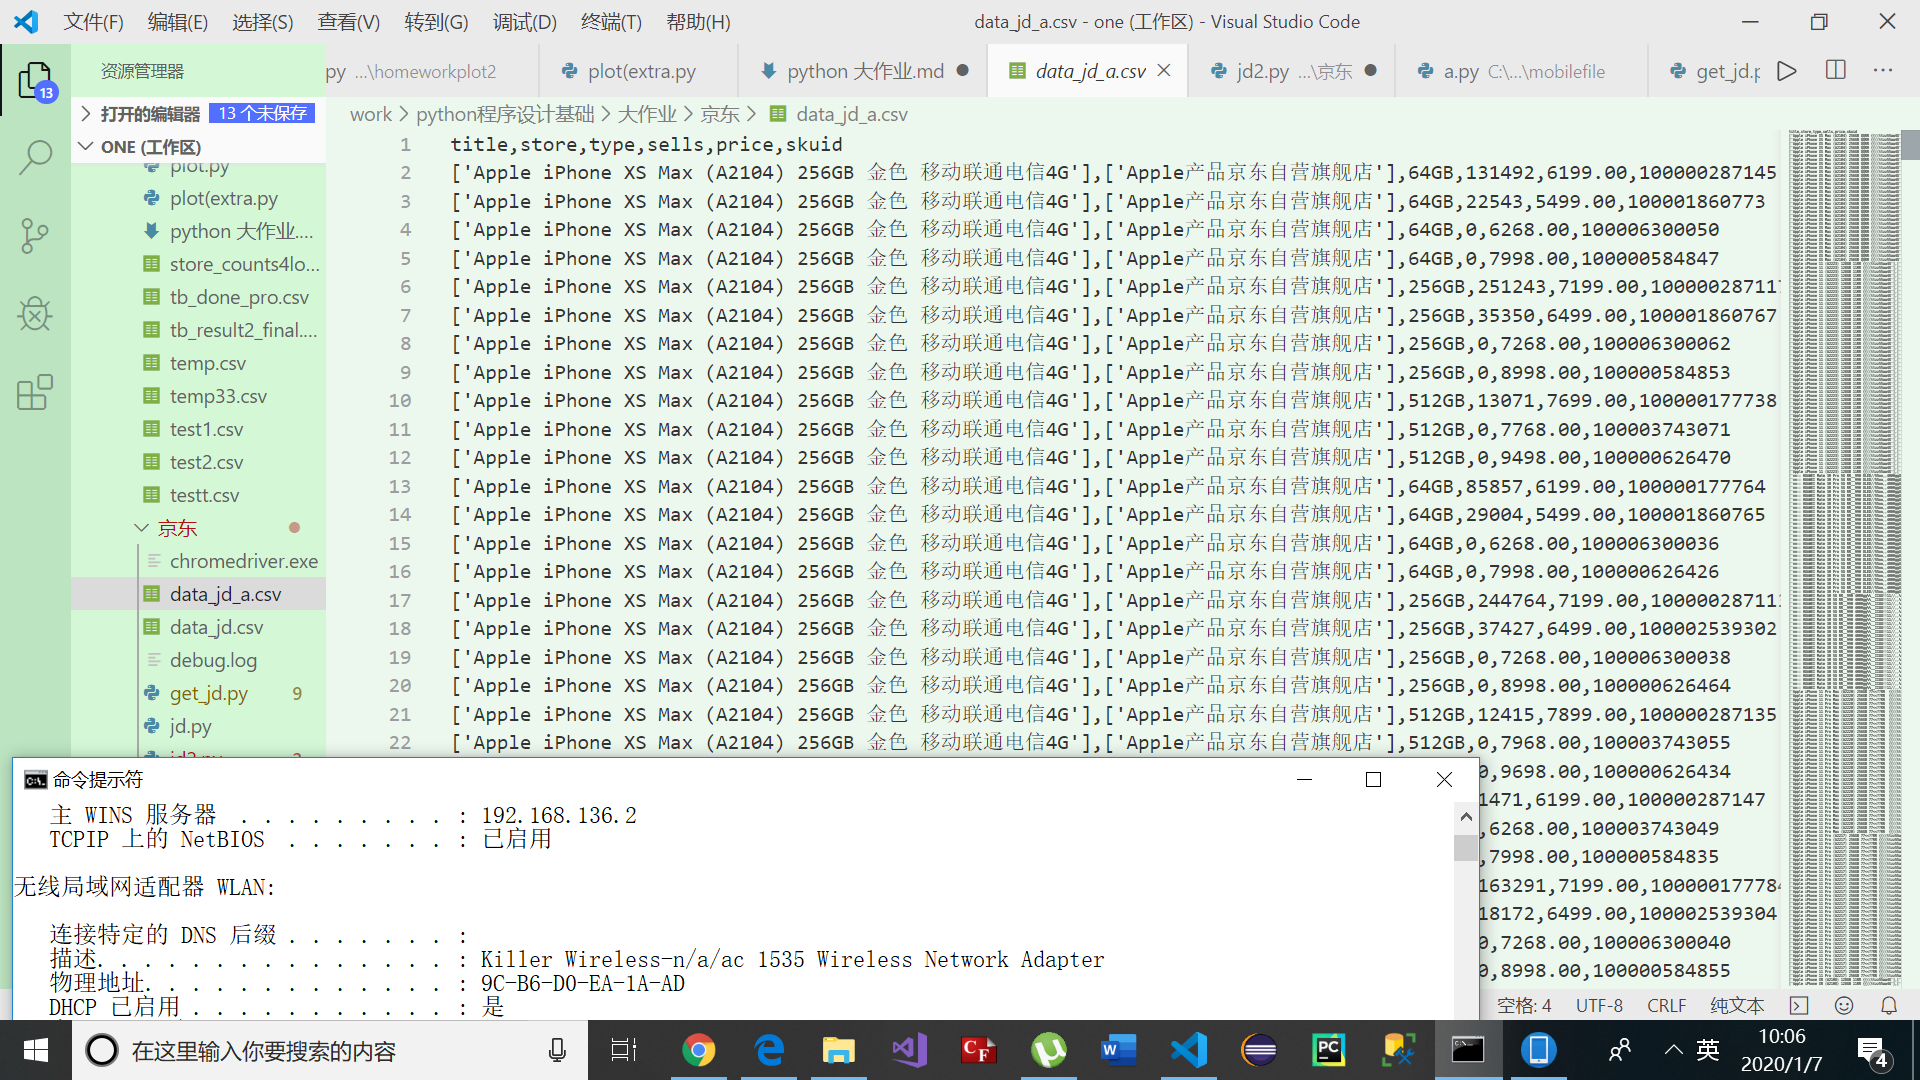 文件(F) 编辑(E) 选择(S) 查看(V) 转到(G) 调试(D) 终端(T) 帮助(H) data_jd_a.csv - one (工作区) - Visual Studio Code
资源管理器
py ...\homeworkplot2 plot(extra.py python 大作业.md data_jd_a.csv jd2.py ...\京东 a.py C:\...\mobilefile get_jd.p
13
打开的编辑器 13 个未保存
ONE (工作区)
plot.py
plot(extra.py
python 大作业....
store_counts4lo...
tb_done_pro.csv
tb_result2_final....
temp.csv
temp33.csv
test1.csv
test2.csv
testt.csv
京东
chromedriver.exe
data_jd_a.csv
data_jd.csv
debug.log
get_jd.py 9
jd.py
work > python程序设计基础 > 大作业 > 京东 > data_jd_a.csv
1 title,store,type,sells,price,skuid
2 ['Apple iPhone XS Max (A2104) 256GB 金色 移动联通电信4G'],['Apple产品京东自营旗舰店'],64GB,131492,6199.00,100000287145
3 ['Apple iPhone XS Max (A2104) 256GB 金色 移动联通电信4G'],['Apple产品京东自营旗舰店'],64GB,22543,5499.00,100001860773
4 ['Apple iPhone XS Max (A2104) 256GB 金色 移动联通电信4G'],['Apple产品京东自营旗舰店'],64GB,0,6268.00,100006300050
5 ['Apple iPhone XS Max (A2104) 256GB 金色 移动联通电信4G'],['Apple产品京东自营旗舰店'],64GB,0,7998.00,100000584847
6 ['Apple iPhone XS Max (A2104) 256GB 金色 移动联通电信4G'],['Apple产品京东自营旗舰店'],256GB,251243,7199.00,100000287117
7 ['Apple iPhone XS Max (A2104) 256GB 金色 移动联通电信4G'],['Apple产品京东自营旗舰店'],256GB,35350,6499.00,100001860767
8 ['Apple iPhone XS Max (A2104) 256GB 金色 移动联通电信4G'],['Apple产品京东自营旗舰店'],256GB,0,7268.00,100006300062
9 ['Apple iPhone XS Max (A2104) 256GB 金色 移动联通电信4G'],['Apple产品京东自营旗舰店'],256GB,0,8998.00,100000584853
10 ['Apple iPhone XS Max (A2104) 256GB 金色 移动联通电信4G'],['Apple产品京东自营旗舰店'],512GB,13071,7699.00,100000177738
11 ['Apple iPhone XS Max (A2104) 256GB 金色 移动联通电信4G'],['Apple产品京东自营旗舰店'],512GB,0,7768.00,100003743071
12 ['Apple iPhone XS Max (A2104) 256GB 金色 移动联通电信4G'],['Apple产品京东自营旗舰店'],512GB,0,9498.00,100000626470
13 ['Apple iPhone XS Max (A2104) 256GB 金色 移动联通电信4G'],['Apple产品京东自营旗舰店'],64GB,85857,6199.00,100000177764
14 ['Apple iPhone XS Max (A2104) 256GB 金色 移动联通电信4G'],['Apple产品京东自营旗舰店'],64GB,29004,5499.00,100001860765
15 ['Apple iPhone XS Max (A2104) 256GB 金色 移动联通电信4G'],['Apple产品京东自营旗舰店'],64GB,0,6268.00,100006300036
16 ['Apple iPhone XS Max (A2104) 256GB 金色 移动联通电信4G'],['Apple产品京东自营旗舰店'],64GB,0,7998.00,100000626426
17 ['Apple iPhone XS Max (A2104) 256GB 金色 移动联通电信4G'],['Apple产品京东自营旗舰店'],256GB,244764,7199.00,10000028711
18 ['Apple iPhone XS Max (A2104) 256GB 金色 移动联通电信4G'],['Apple产品京东自营旗舰店'],256GB,37427,6499.00,100002539302
19 ['Apple iPhone XS Max (A2104) 256GB 金色 移动联通电信4G'],['Apple产品京东自营旗舰店'],256GB,0,7268.00,100006300038
20 ['Apple iPhone XS Max (A2104) 256GB 金色 移动联通电信4G'],['Apple产品京东自营旗舰店'],256GB,0,8998.00,100000626464
21 ['Apple iPhone XS Max (A2104) 256GB 金色 移动联通电信4G'],['Apple产品京东自营旗舰店'],512GB,12415,7899.00,100000287135
22 ['Apple iPhone XS Max (A2104) 256GB 金色 移动联通电信4G'],['Apple产品京东自营旗舰店'],512GB,0,7968.00,100003743055
0,9698.00,100000626434
1471,6199.00,100000287147
,6268.00,100003743049
,7998.00,100000584835
163291,7199.00,100000177784
18172,6499.00,100002539304
0,7268.00,100006300040
0,8998.00,100000584855
命令提示符
主 WINS 服务器 . . . . . . . . . . : 192.168.136.2
TCPIP 上的 NetBIOS . . . . . . . : 已启用
无线局域网适配器 WLAN:
连接特定的 DNS 后缀 . . . . . . . :
描述. . . . . . . . . . . . . . . : Killer Wireless-n/a/ac 1535 Wireless Network Adapter
物理地址. . . . . . . . . . . . . : 9C-B6-D0-EA-1A-AD
DHCP 已启用 . . . . . . . . . . . : 是
空格: 4 UTF-8 CRLF 纯文本
在这里输入你要搜索的内容
英 10:06
2020/1/7
4